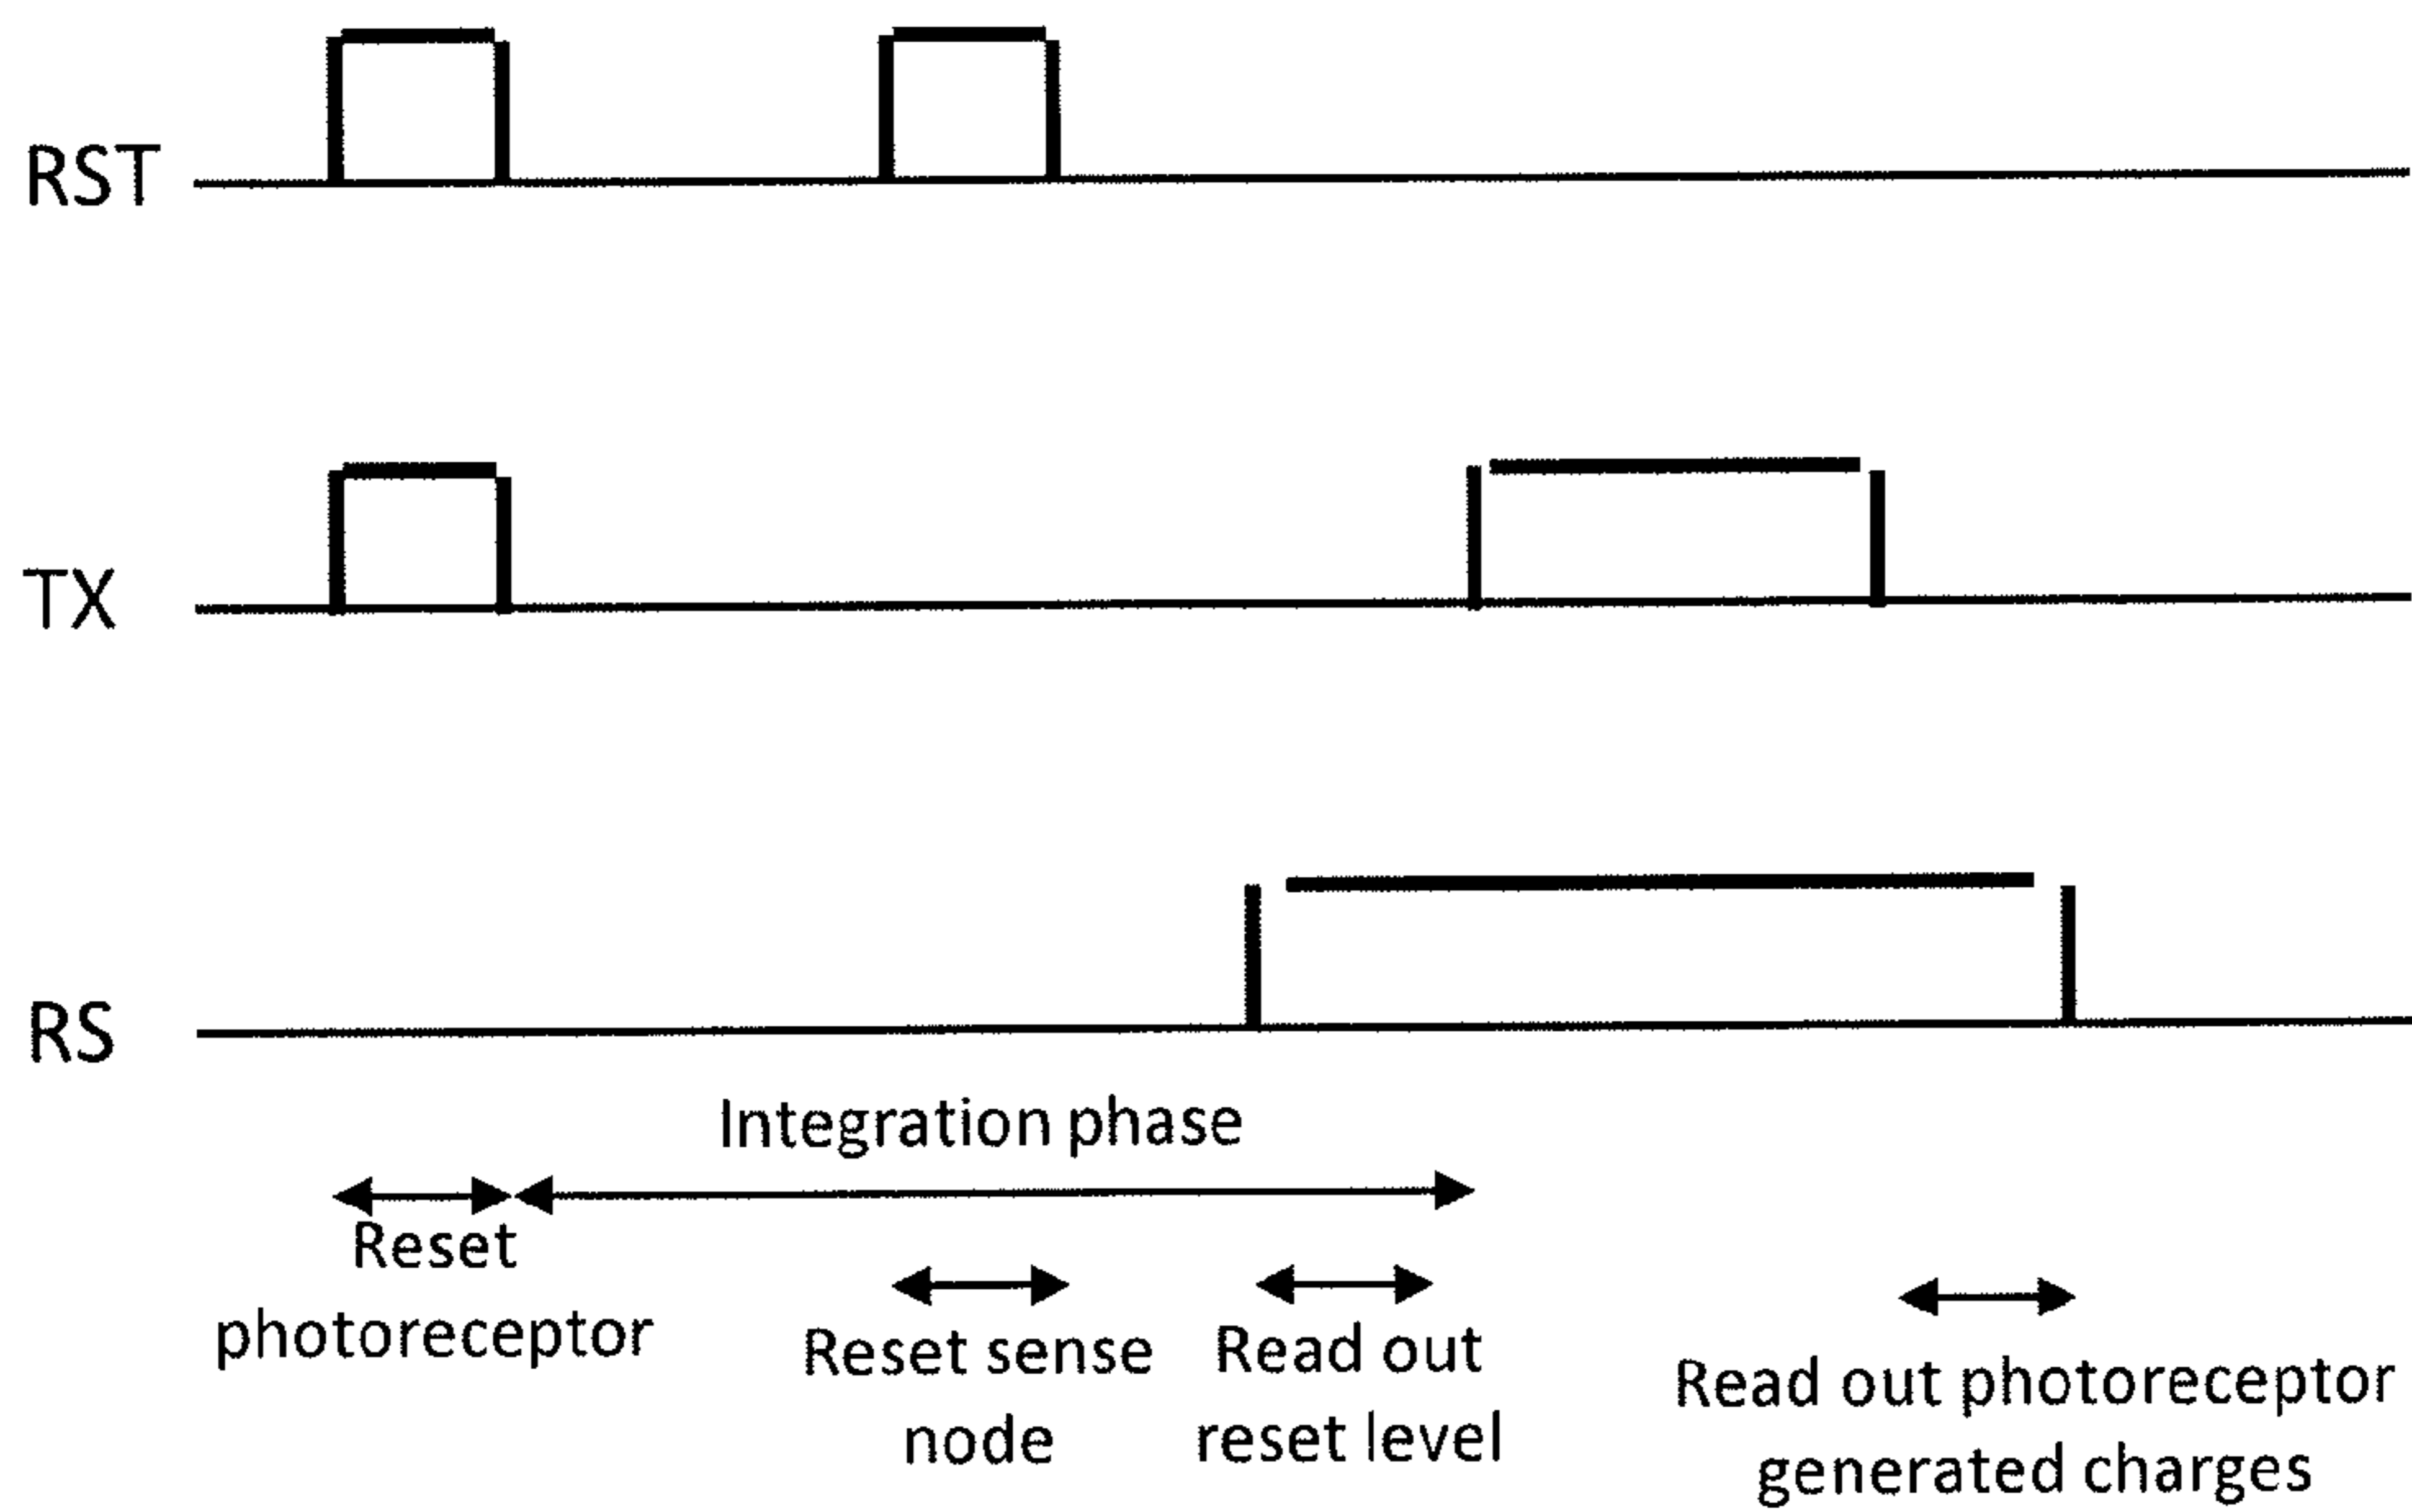 RST
TX
RS
Integration phase
Reset
photoreceptor
Reset sense
node
Read out
reset level
Read out photoreceptor
generated charges